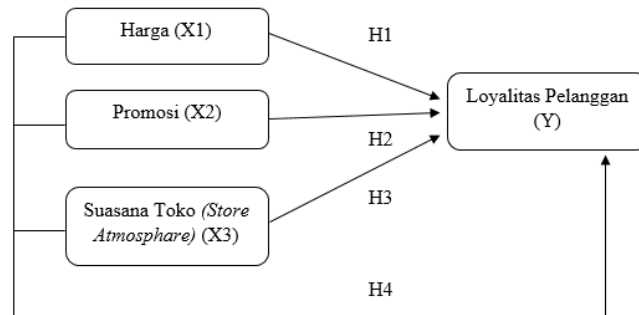 Harga (X1)
H1
Promosi (X2)
Loyalitas Pelanggan
(Y)
H2
Suasana Toko (Store
Atmosphare) (X3)
H3
H4